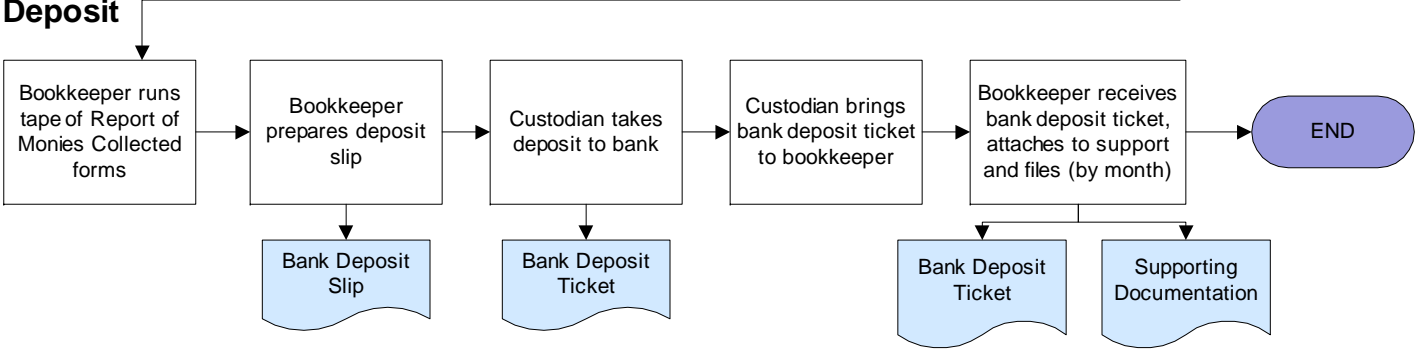 Deposit
Bookkeeper runs
tape of Report of
Monies Collected
forms
Bookkeeper
prepares deposit
slip
Custodian takes
deposit to bank
Custodian brings
bank deposit ticket
to bookkeeper
Bookkeeper receives
bank deposit ticket,
attaches to support
and files (by month)
END
Bank Deposit
Slip
Bank Deposit
Ticket
Bank Deposit
Ticket
Supporting
Documentation